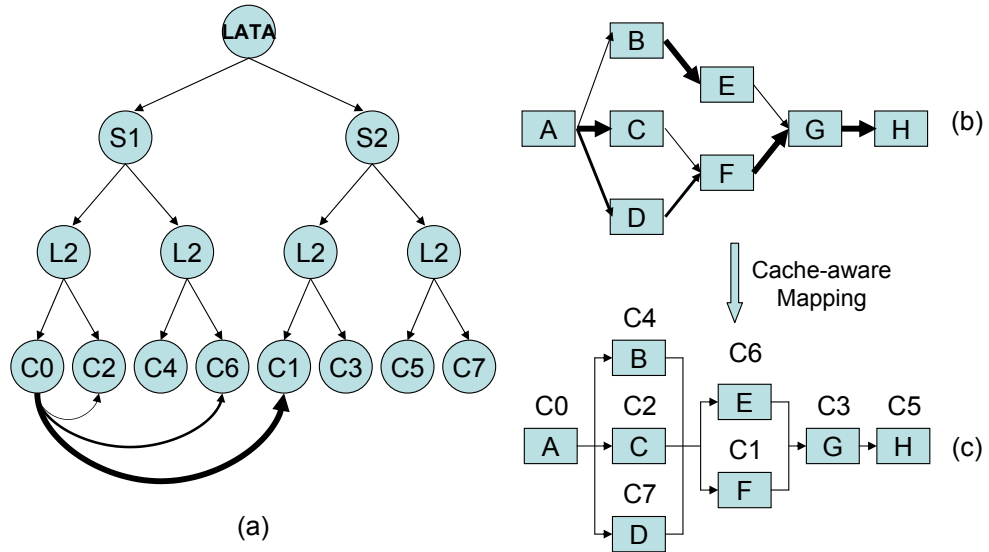 LATA
S1
S2
L2
L2
L2
L2
C0
C2
C4
C6
C1
C3
C5
C7
(a)
B
E
A
C
G
H
F
D
(b)
Cache-aware
Mapping
C4
B
C6
C0
C2
E
C3
C5
A
C
C1
G
H
C7
F
D
(c)